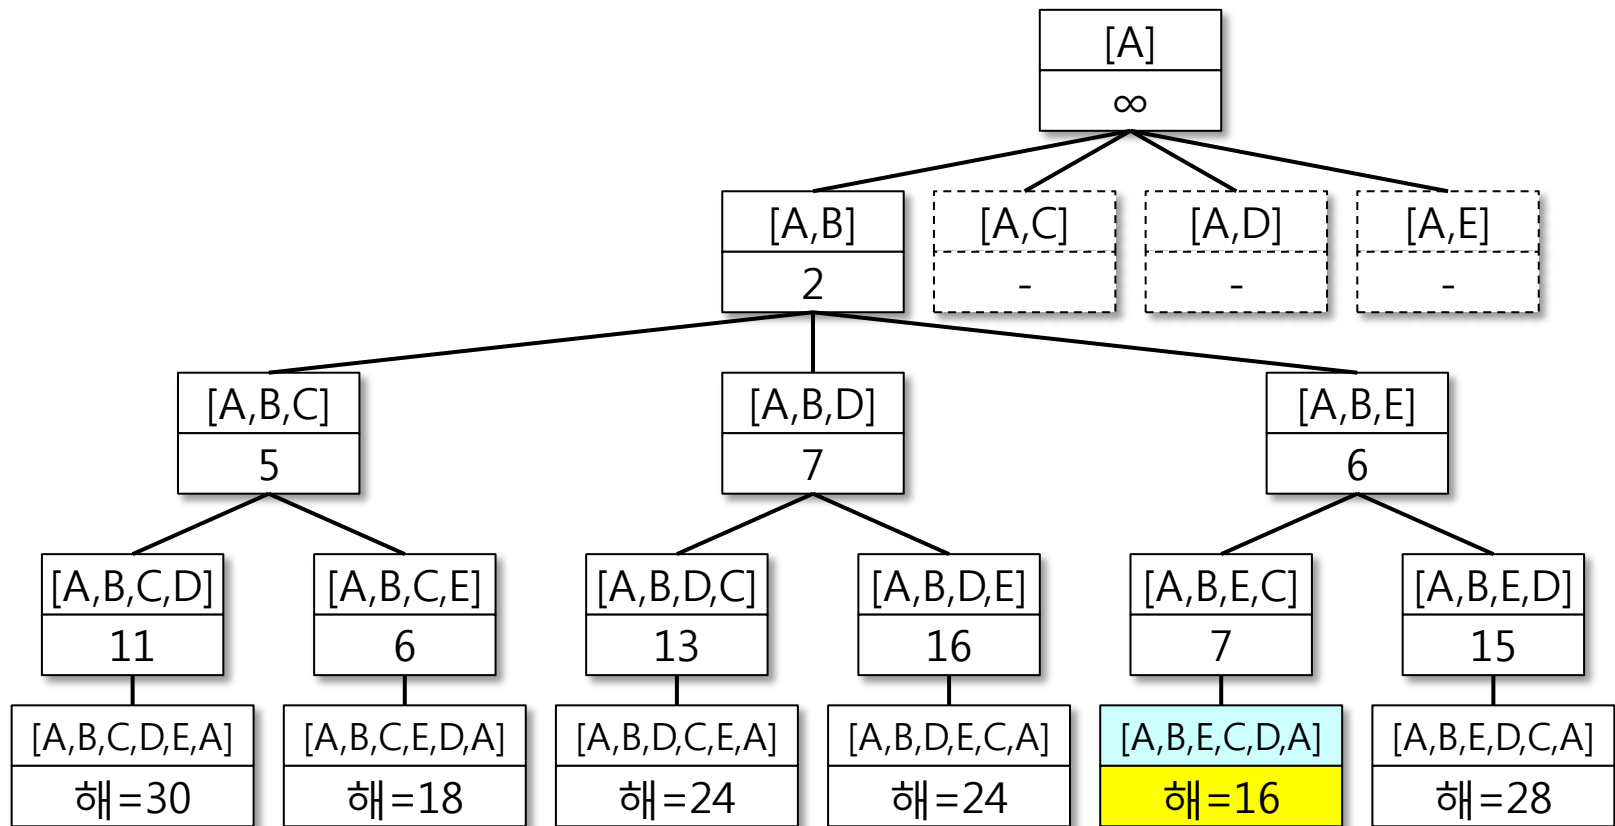 [A]
∞
[A,B]
2
[A,C]
-
[A,D]
-
[A,E]
-
[A,B,C]
5
[A,B,D]
7
[A,B,E]
6
[A,B,C,D]
11
[A,B,C,E]
6
[A,B,D,C]
13
[A,B,D,E]
16
[A,B,E,C]
7
[A,B,E,D]
15
[A,B,C,D,E,A]
해=30
[A,B,C,E,D,A]
해=18
[A,B,D,C,E,A]
해=24
[A,B,D,E,C,A]
해=24
[A,B,E,C,D,A]
해=16
[A,B,E,D,C,A]
해=28